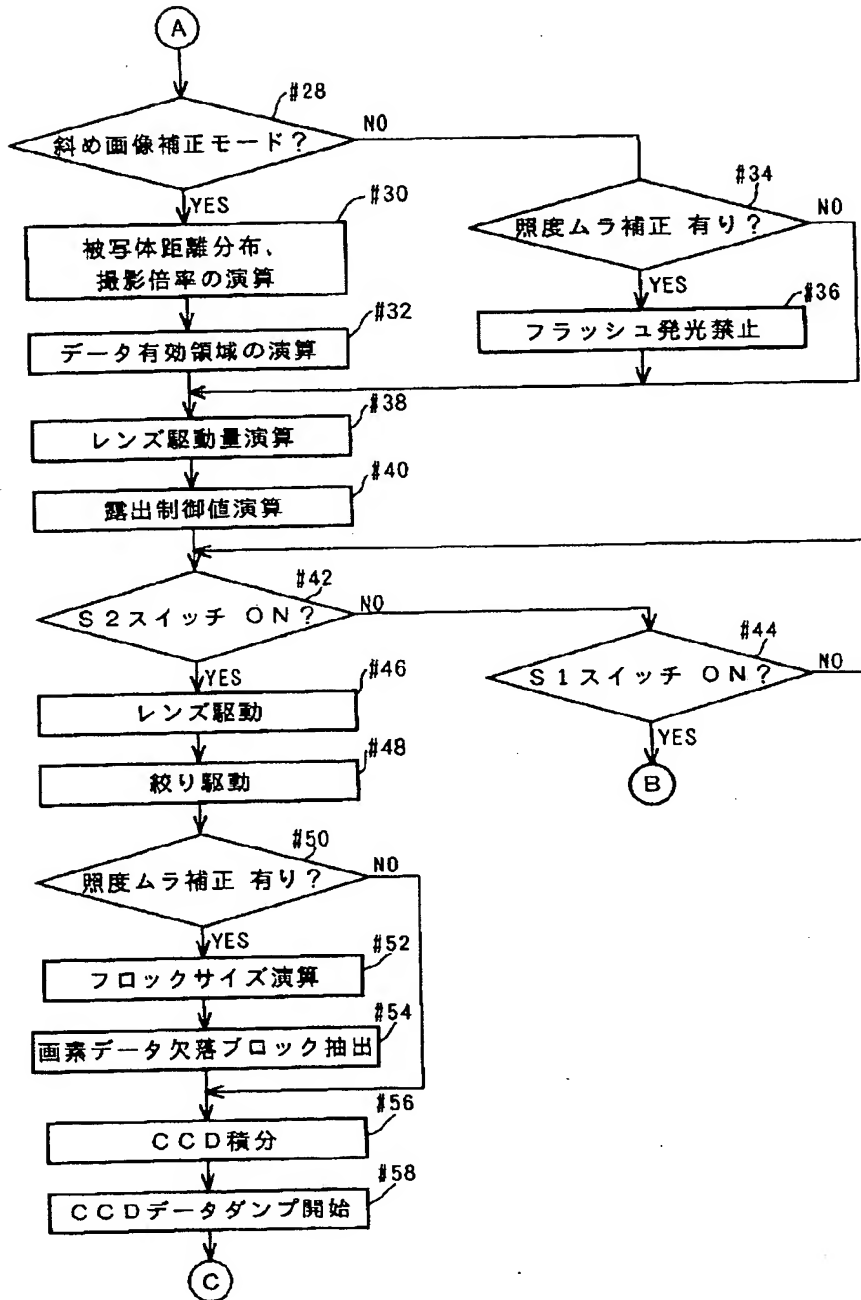 A
#28
斜め画像補正モード?
NO
YES
#30
被写体距離分布、
撮影倍率の演算
#32
データ有効領域の演算
#34
照度ムラ補正 有り?
NO
YES
#36
フラッシュ発光禁止
#38
レンズ駆動量演算
#40
露出制御値演算
#42
S2スイッチ ON?
NO
YES
#44
S1スイッチ ON?
NO
YES
B
#46
レンズ駆動
#48
絞り駆動
#50
照度ムラ補正 有り?
NO
YES
#52
フロックサイズ演算
#54
画素データ欠落ブロック抽出
#56
CCD積分
#58
CCDデータダンプ開始
C